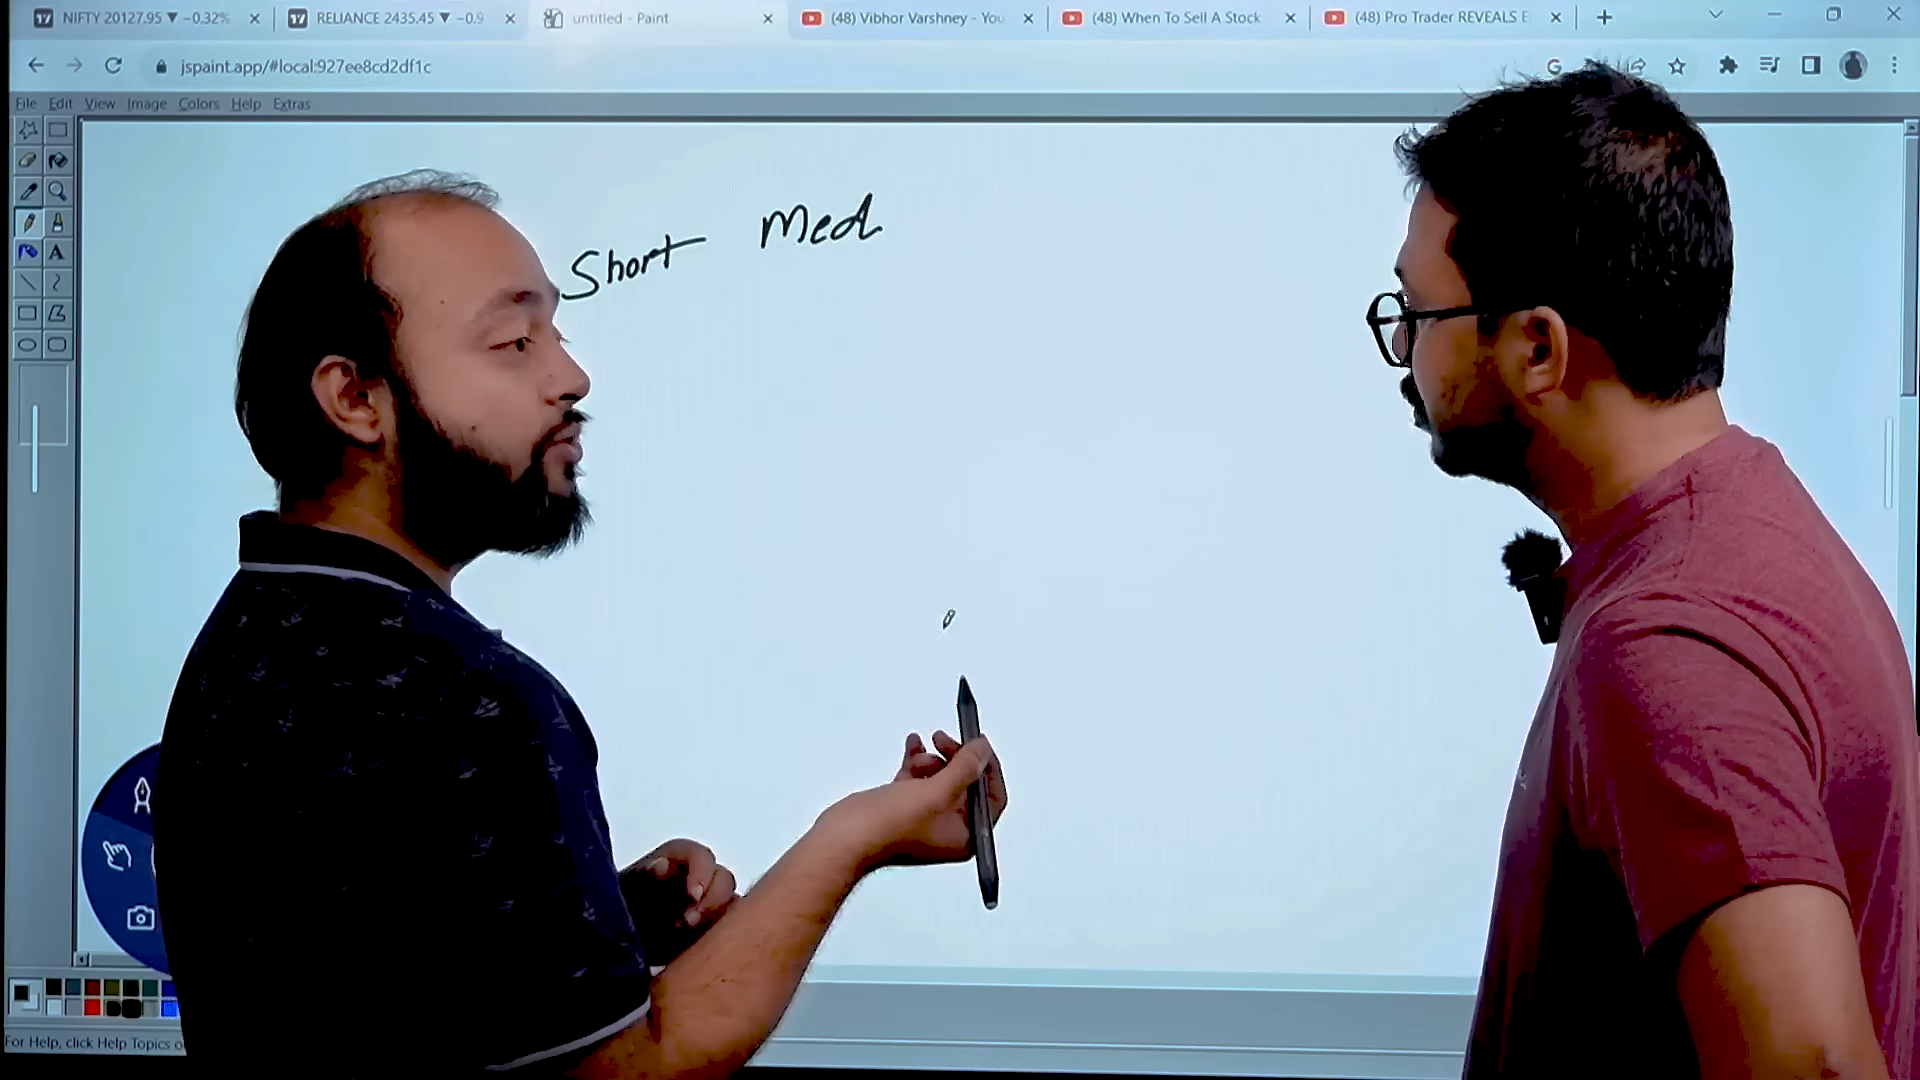 NIFTY 20127.95 ▼ −0.32%
RELIANCE 2435.45 ▼ −0.9
untitled - Paint
(48) Vibhor Varshney - You
(48) When To Sell A Stock
(48) Pro Trader REVEALS E
jspaint.app/#local:927ee8cd2df1c
File Edit View Image Colors Help Extras
Short Med
For Help, click Help Topics o